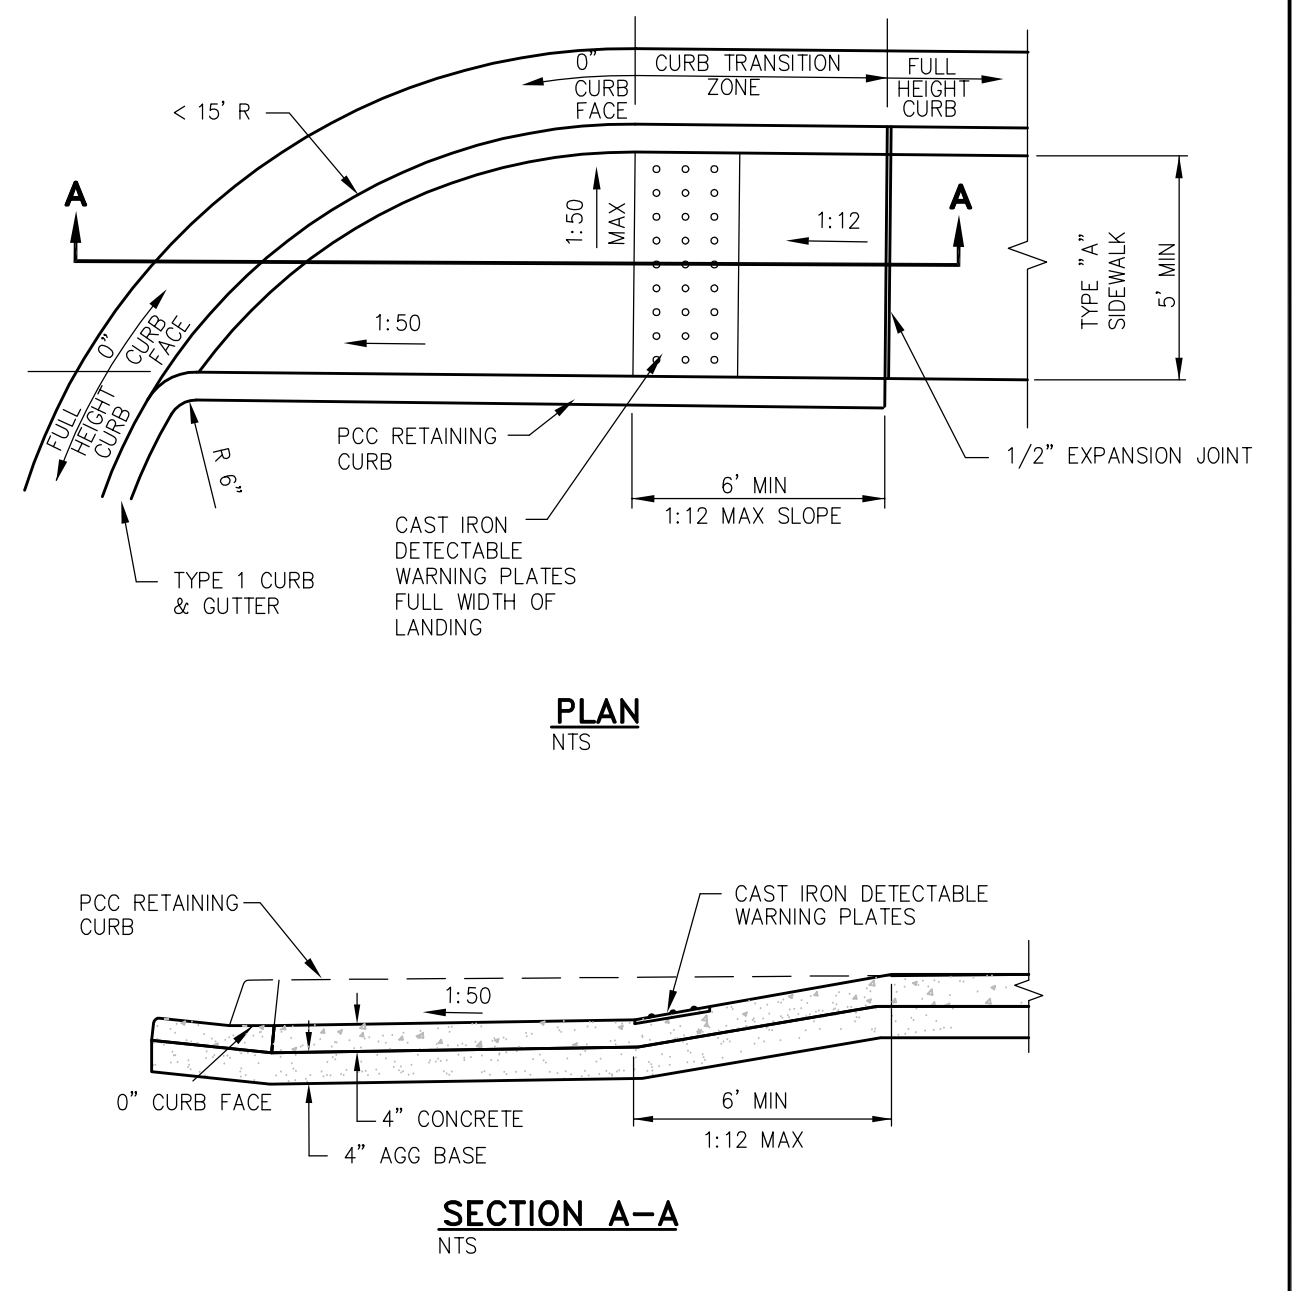 0"
CURB
FACE
CURB TRANSITION
ZONE
FULL
HEIGHT
CURB
< 15' R
A
A
1:50
MAX
1:12
TYPE "A"
SIDEWALK
5' MIN
0"
CURB
FACE
1:50
FULL
HEIGHT
CURB
R 6"
PCC RETAINING
CURB
1/2" EXPANSION JOINT
6' MIN
1:12 MAX SLOPE
CAST IRON
DETECTABLE
WARNING PLATES
FULL WIDTH OF
LANDING
TYPE 1 CURB
& GUTTER
PLAN
NTS
PCC RETAINING
CURB
CAST IRON DETECTABLE
WARNING PLATES
1:50
0" CURB FACE
4" CONCRETE
4" AGG BASE
6' MIN
1:12 MAX
SECTION A-A
NTS